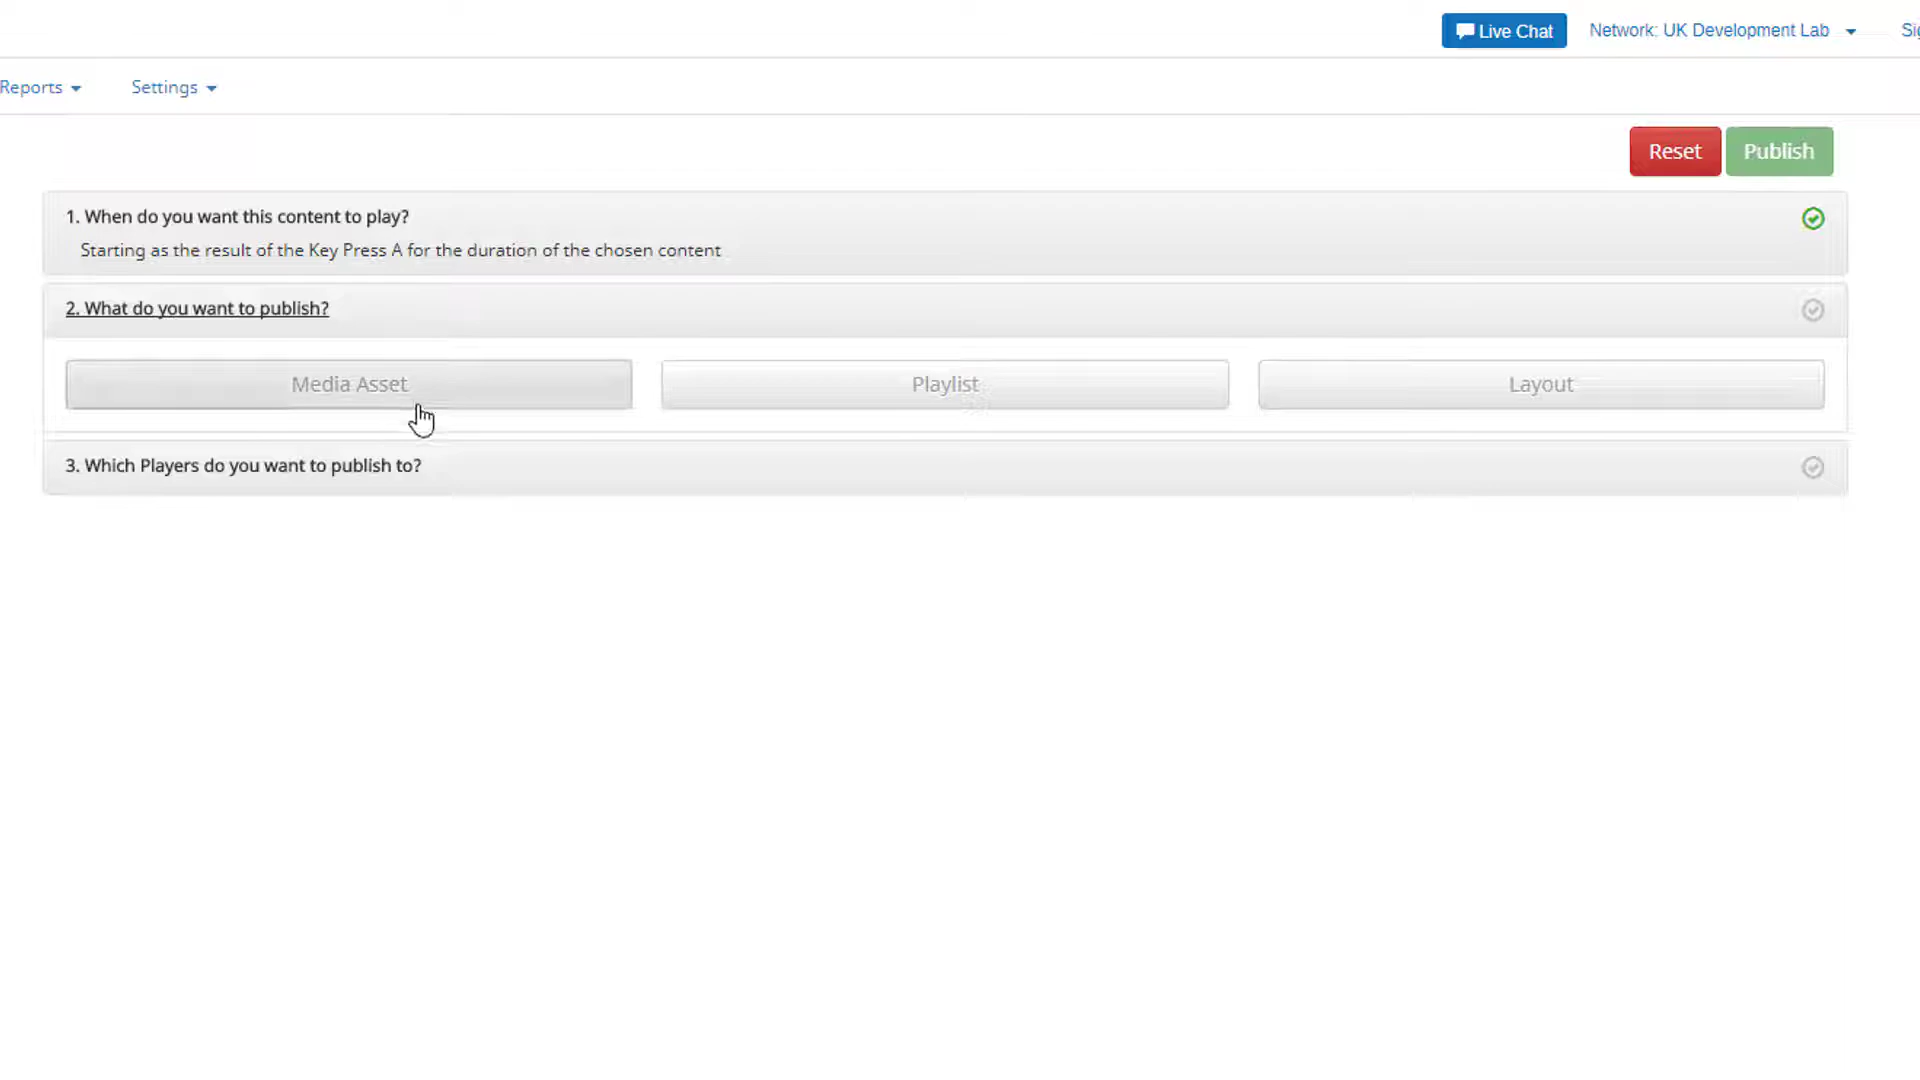 Live Chat
Network: UK Development Lab
Reports
Settings
Reset
Publish
1. When do you want this content to play?
Starting as the result of the Key Press A for the duration of the chosen content
2. What do you want to publish?
Media Asset
Playlist
Layout
3. Which Players do you want to publish to?